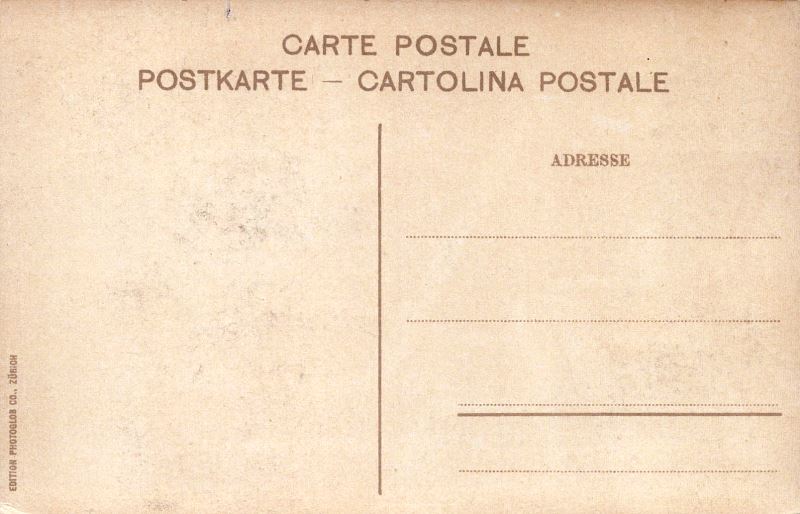 CARTE POSTALE
POSTKARTE — CARTOLINA POSTALE
ADRESSE
EDITION PHOTOGLOB CO., ZÜRICH